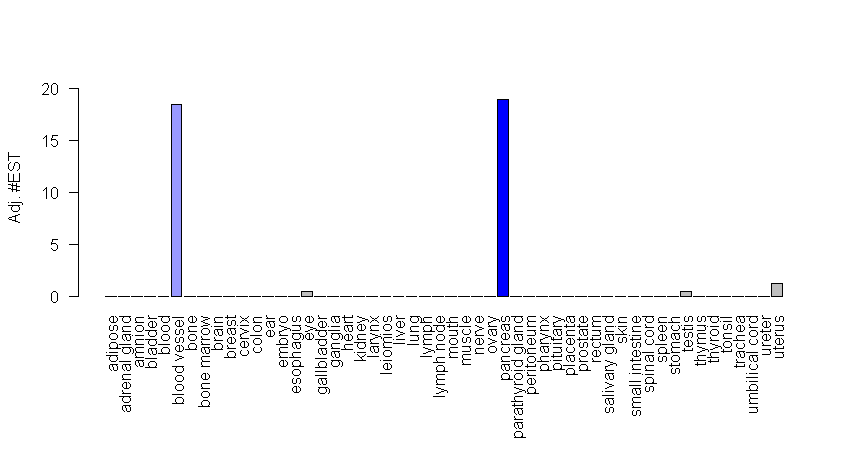 Adj. #EST
20
15
10
5
0
adipose
adrenal gland
amnion
bladder
blood
blood vessel
bone
bone marrow
brain
breast
cervix
colon
ear
embryo
esophagus
eye
gallbladder
ganglia
heart
kidney
larynx
leiomios
liver
lung
lymph
lymph node
mouth
muscle
nerve
ovary
pancreas
parathyroid gland
peritoneum
pharynx
pituitary
placenta
prostate
rectum
salivary gland
skin
small intestine
spinal cord
spleen
stomach
testis
thymus
thyroid
tonsil
trachea
umbilical cord
ureter
uterus